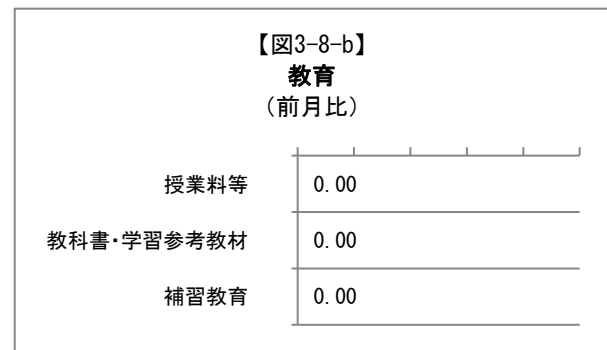 【図3-8-b】
教育
（前月比）
授業料等 0.00
教科書・学習参考教材 0.00
補習教育 0.00